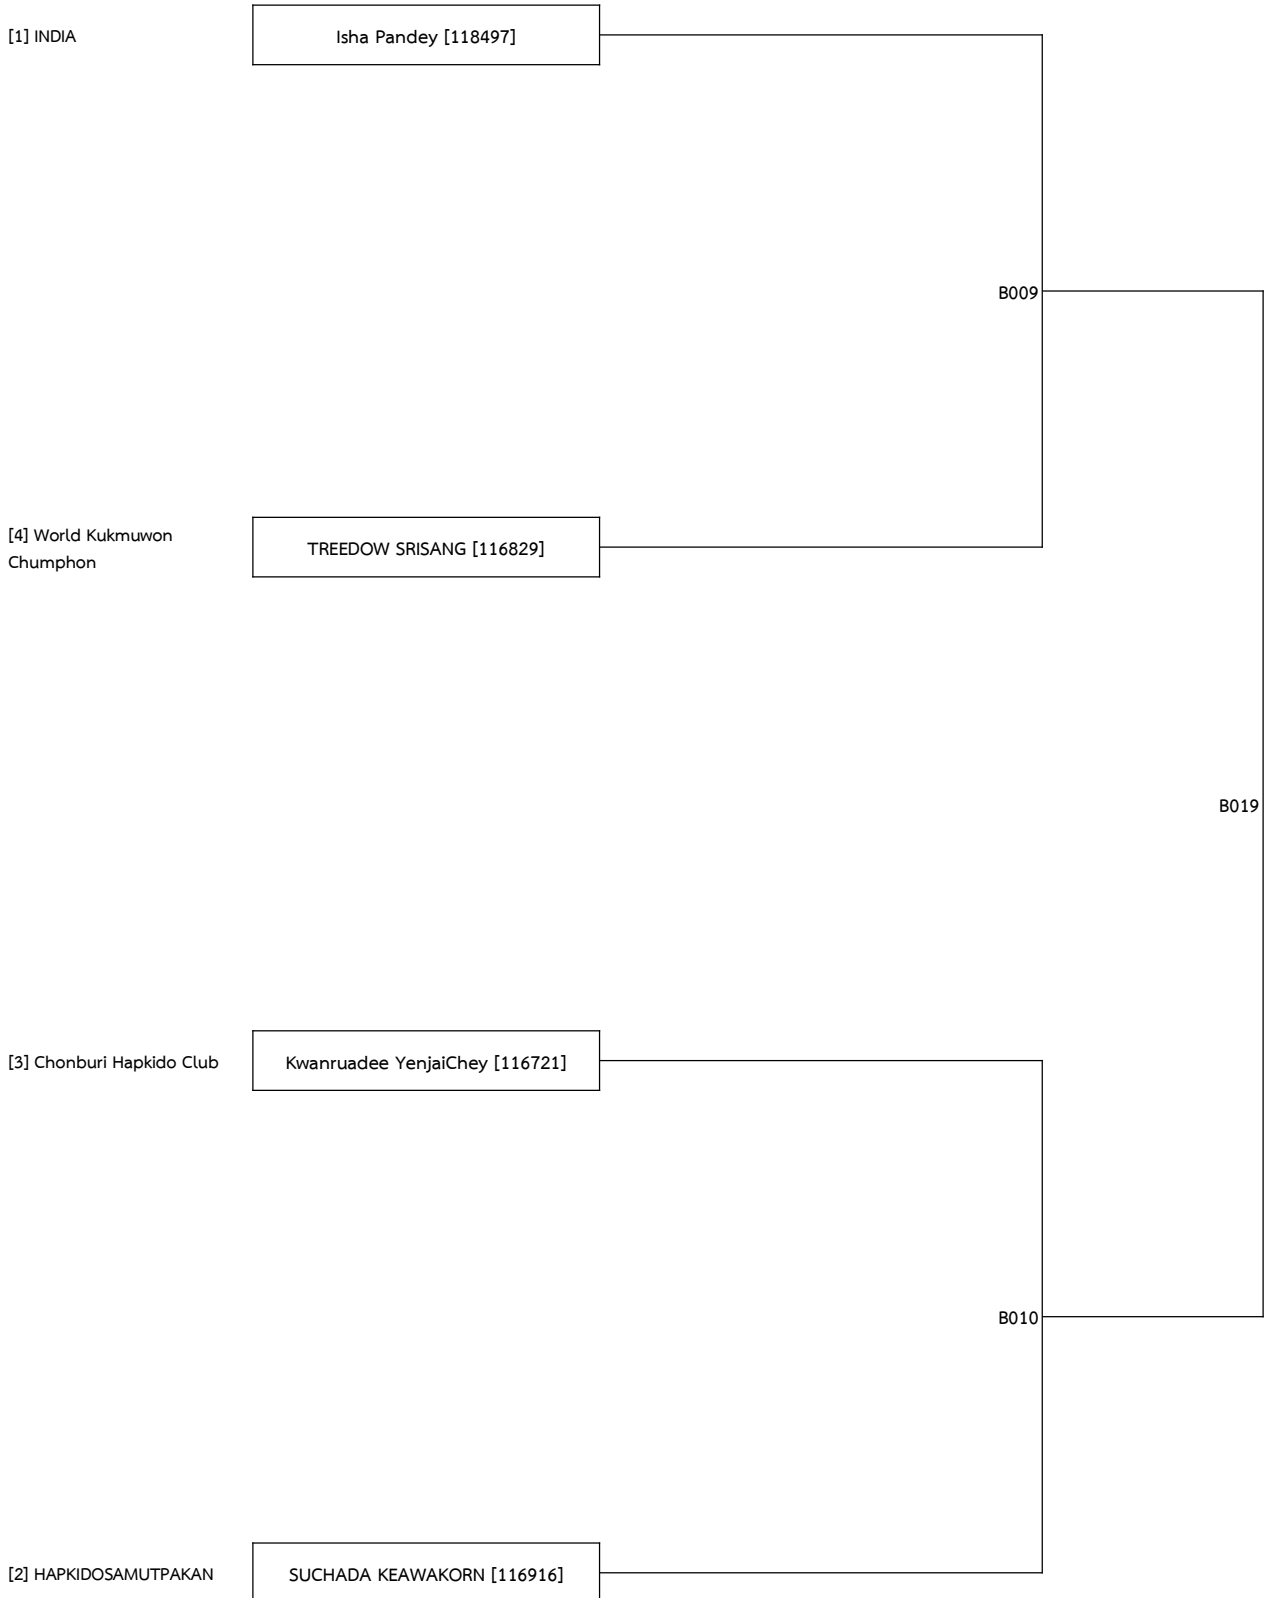 [1] INDIA
Isha Pandey [118497]
B009
[4] World Kukmuwon
Chumphon
TREEDOW SRISANG [116829]
B019
[3] Chonburi Hapkido Club
Kwanruadee YenjaiChey [116721]
B010
[2] HAPKIDOSAMUTPAKAN
SUCHADA KEAWAKORN [116916]